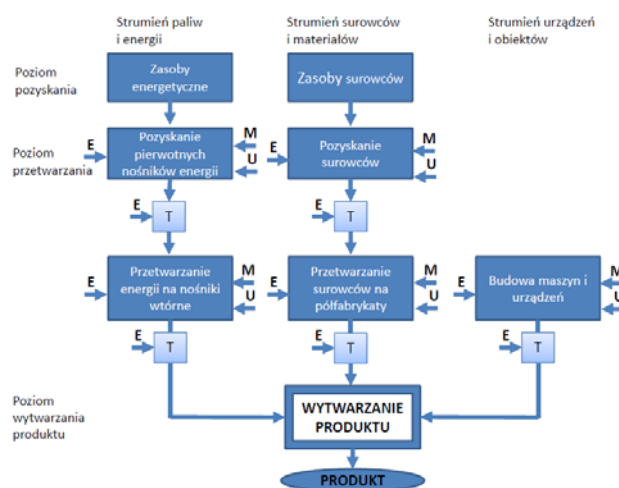 Strumień paliw
i energii
Strumień surowców
i materiałów
Strumień urządzeń
i obiektów
Poziom
pozyskania
Zasoby
energetyczne
Zasoby surowców
Poziom
przetwarzania
E
Pozyskanie
pierwotnych
nośników energii
M
U
E
Pozyskanie
surowców
M
U
E
T
E
T
E
Przetwarzanie
energii na nośniki
wtórne
M
U
E
Przetwarzanie
surowców na
półfabrykaty
M
U
E
Budowa maszyn i
urządzeń
M
U
E
T
E
T
E
T
Poziom
wytwarzania
produktu
WYTWARZANIE
PRODUKTU
PRODUKT